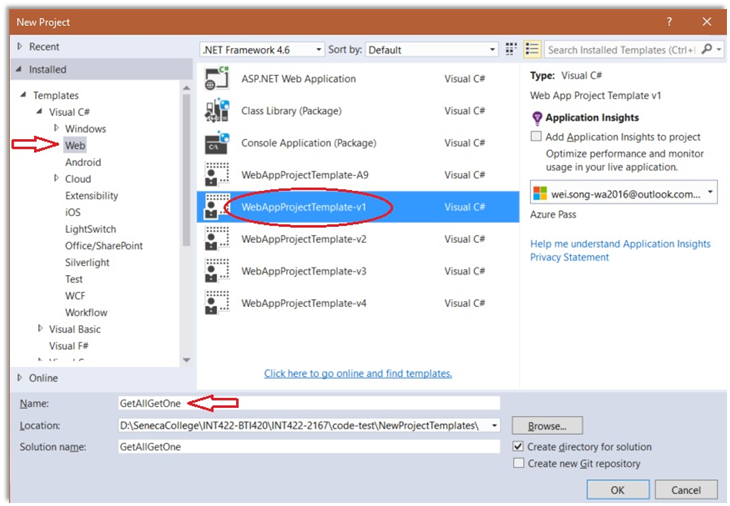 New Project
? ×
Recent
Installed
.NET Framework 4.6 Sort by: Default
Search Installed Templates (Ctrl+
Templates
Visual C#
Windows
Web
Android
Cloud
Extensibility
iOS
LightSwitch
Office/SharePoint
Silverlight
Test
WCF
Workflow
Visual Basic
Visual F#
Online
ASP.NET Web Application Visual C#
Class Library (Package) Visual C#
Console Application (Package) Visual C#
WebAppProjectTemplate-A9 Visual C#
WebAppProjectTemplate-v1 Visual C#
WebAppProjectTemplate-v2 Visual C#
WebAppProjectTemplate-v3 Visual C#
WebAppProjectTemplate-v4 Visual C#
Click here to go online and find templates.
Type: Visual C#
Web App Project Template v1
Application Insights
Add Application Insights to project
Optimize performance and monitor
usage in your live application.
wei.song-wa2016@outlook.com...
Azure Pass
Help me understand Application Insights
Privacy Statement
Name: GetAllGetOne
Location: D:\SenecaCollege\INT422-BTI420\INT422-2167\code-test\NewProjectTemplates\
Browse...
Solution name: GetAllGetOne
Create directory for solution
Create new Git repository
OK Cancel